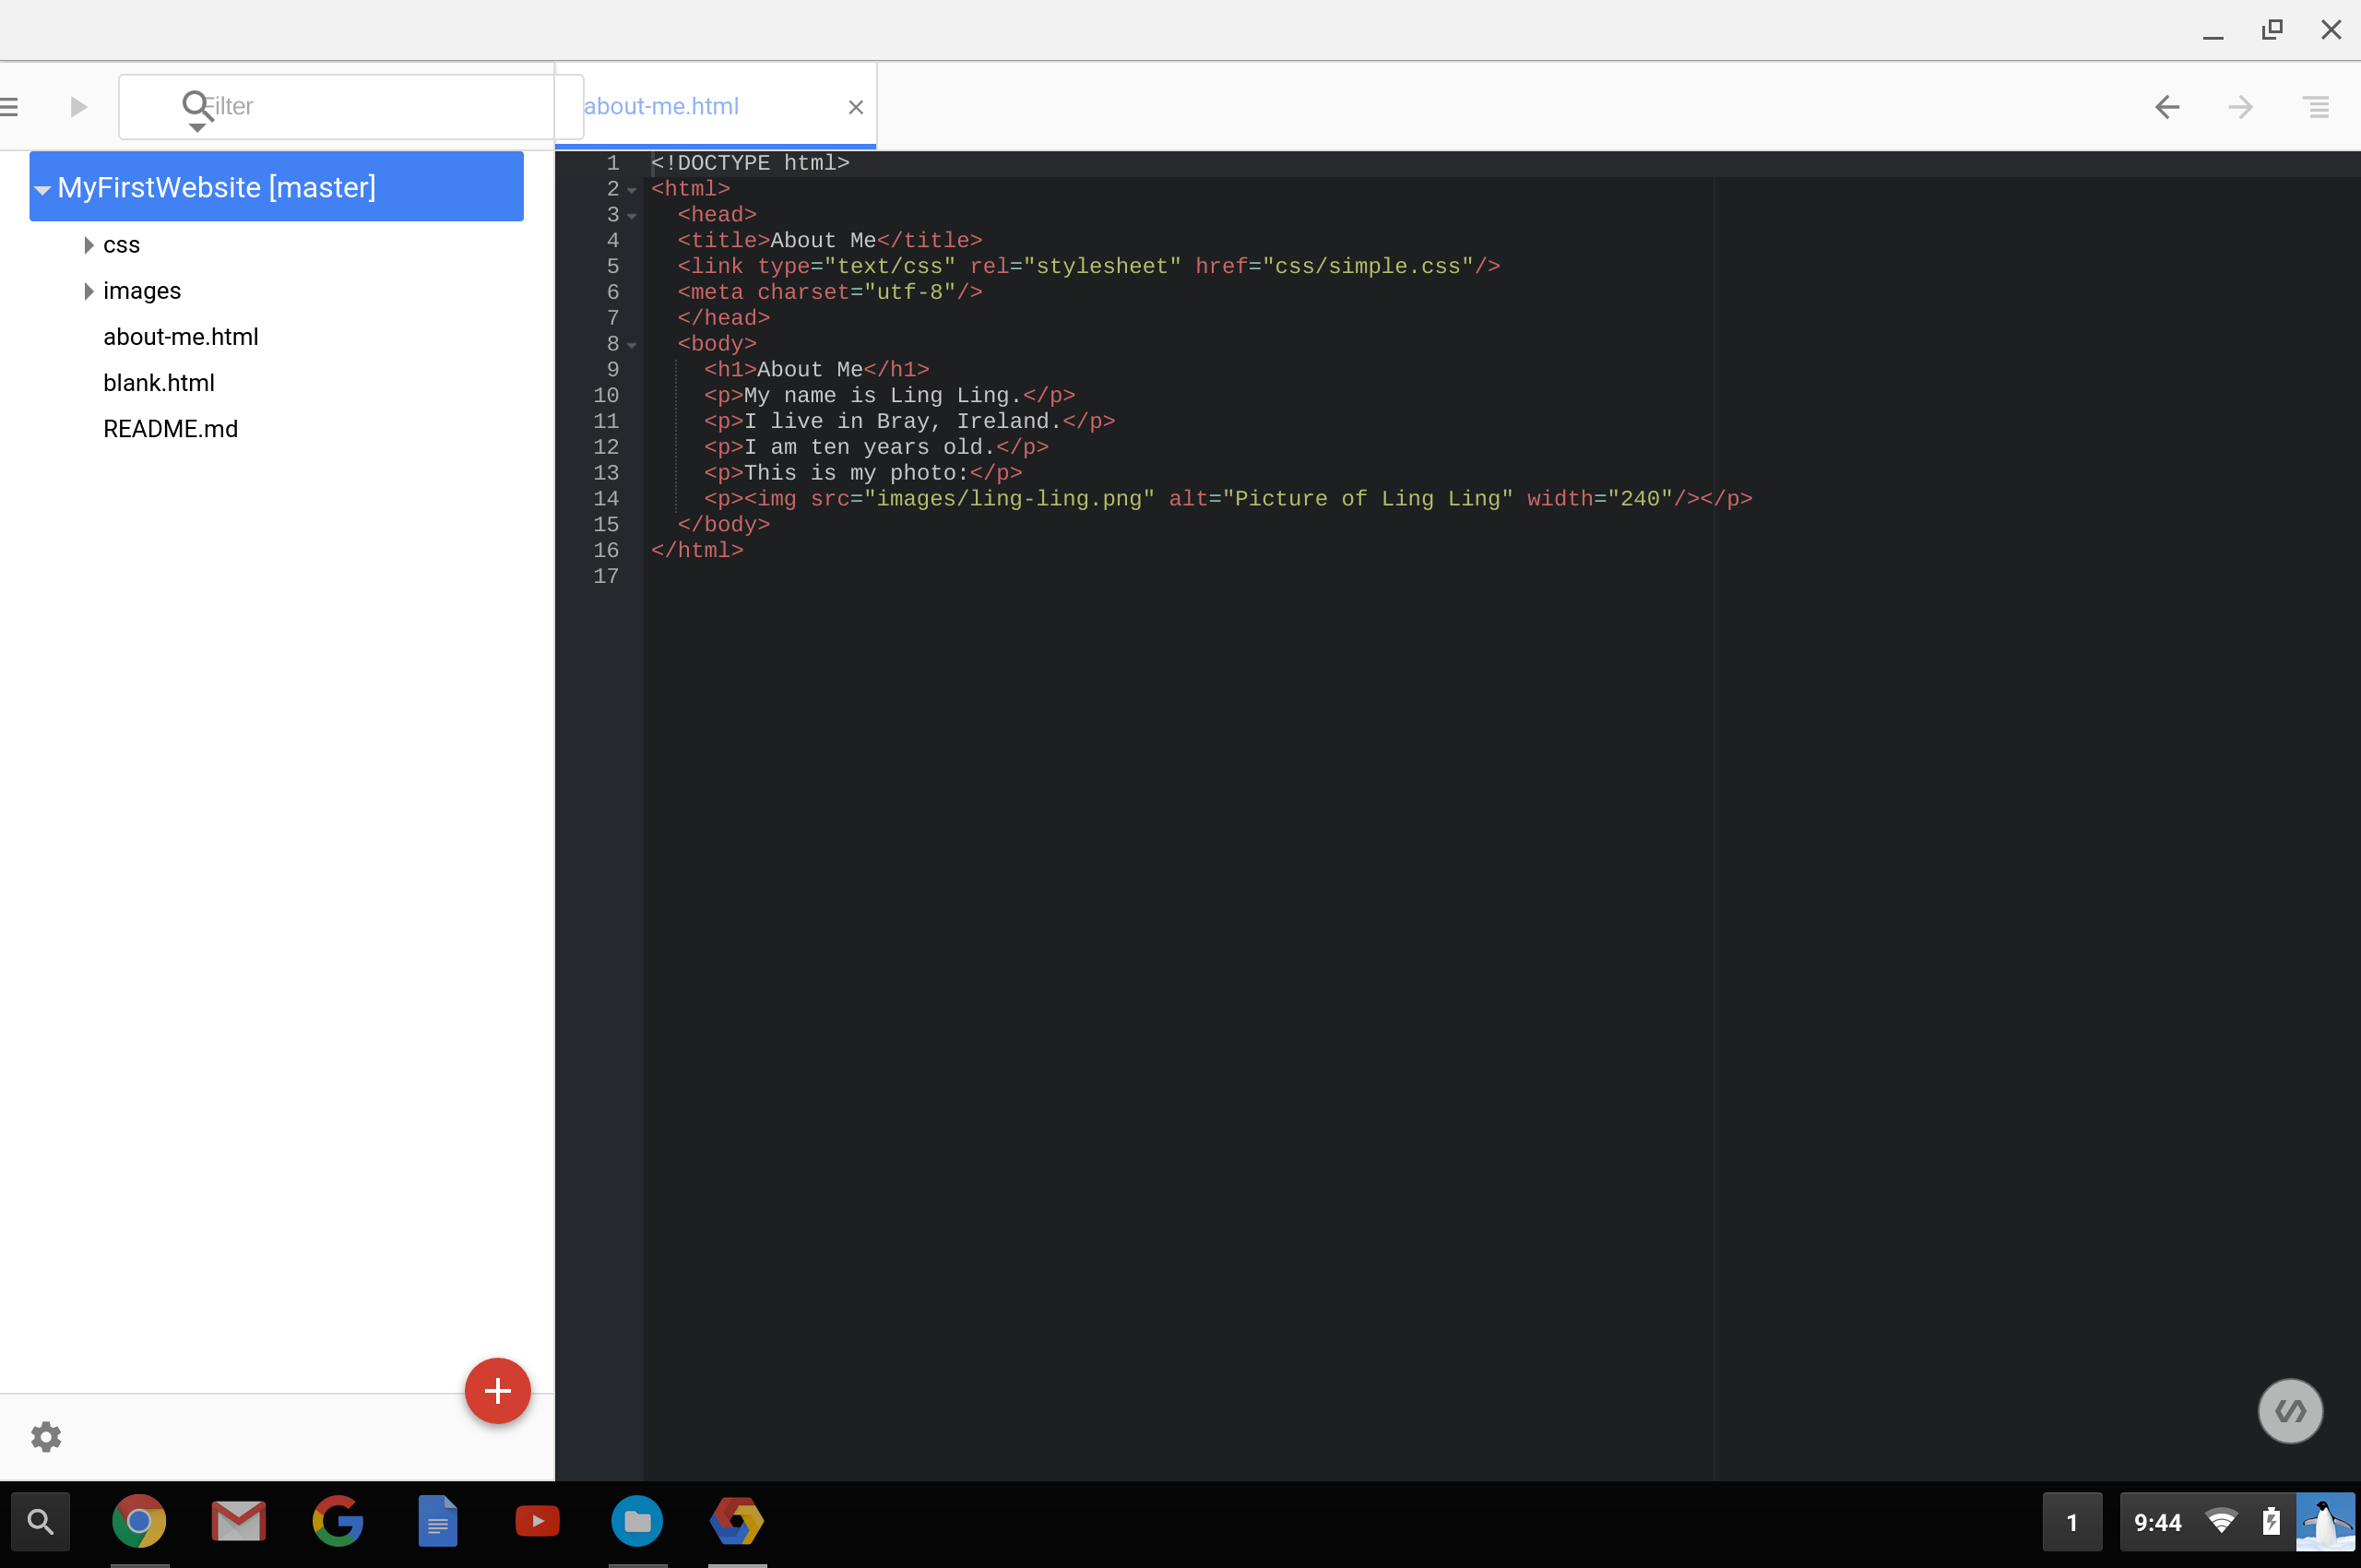 Filter
about-me.html
MyFirstWebsite [master]
css
images
about-me.html
blank.html
README.md
1 <!DOCTYPE html>
2 <html>
3   <head>
4   <title>About Me</title>
5   <link type="text/css" rel="stylesheet" href="css/simple.css"/>
6   <meta charset="utf-8"/>
7   </head>
8   <body>
9     <h1>About Me</h1>
10     <p>My name is Ling Ling.</p>
11     <p>I live in Bray, Ireland.</p>
12     <p>I am ten years old.</p>
13     <p>This is my photo:</p>
14     <p><img src="images/ling-ling.png" alt="Picture of Ling Ling" width="240"/></p>
15   </body>
16 </html>
17
1
9:44